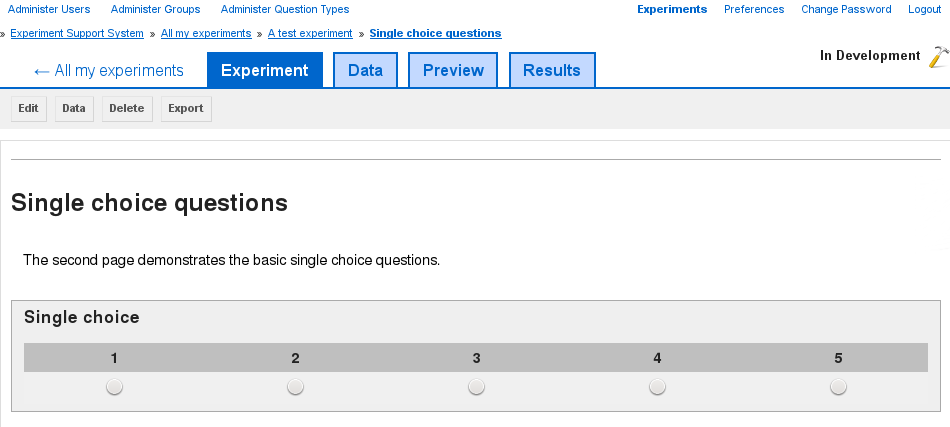 Administer Users Administer Groups Administer Question Types Experiments Preferences Change Password Logout
» Experiment Support System » All my experiments » A test experiment » Single choice questions
← All my experiments Experiment Data Preview Results In Development
Edit Data Delete Export
Single choice questions
The second page demonstrates the basic single choice questions.
Single choice
1 2 3 4 5